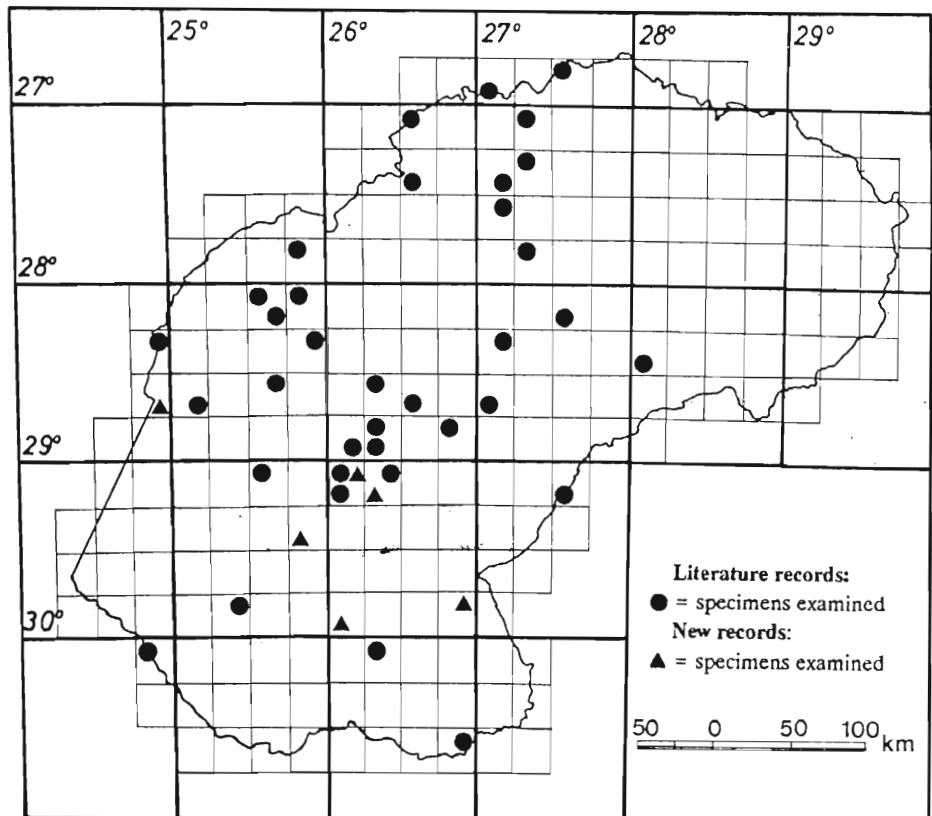 25° 26° 27° 28° 29°
27°
28°
29°
30°
Literature records:
● = specimens examined
New records:
▲ = specimens examined
50 0 50 100 km